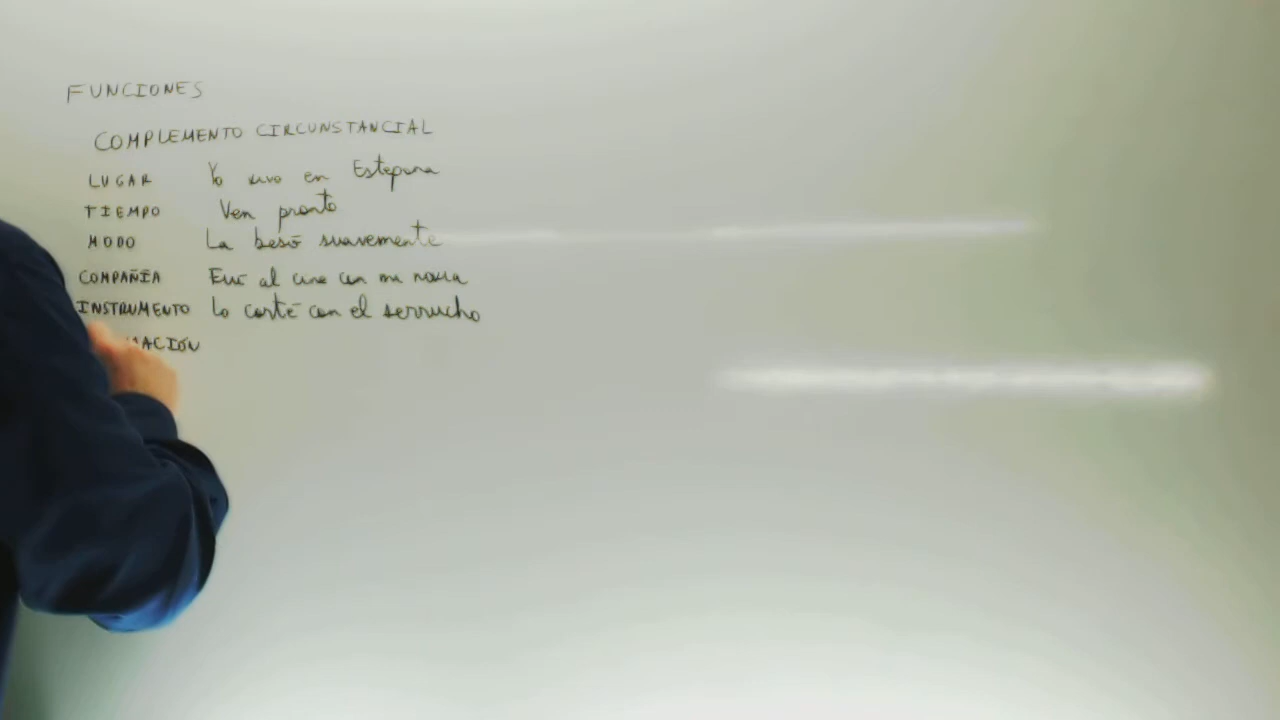 FUNCIONES
COMPLEMENTO CIRCUNSTANCIAL
LUGAR Yo vivo en Estepona
TIEMPO Ven pronto
MODO La besó suavemente
COMPAÑÍA Fui al cine con mi novia
INSTRUMENTO Lo corté con el serrucho